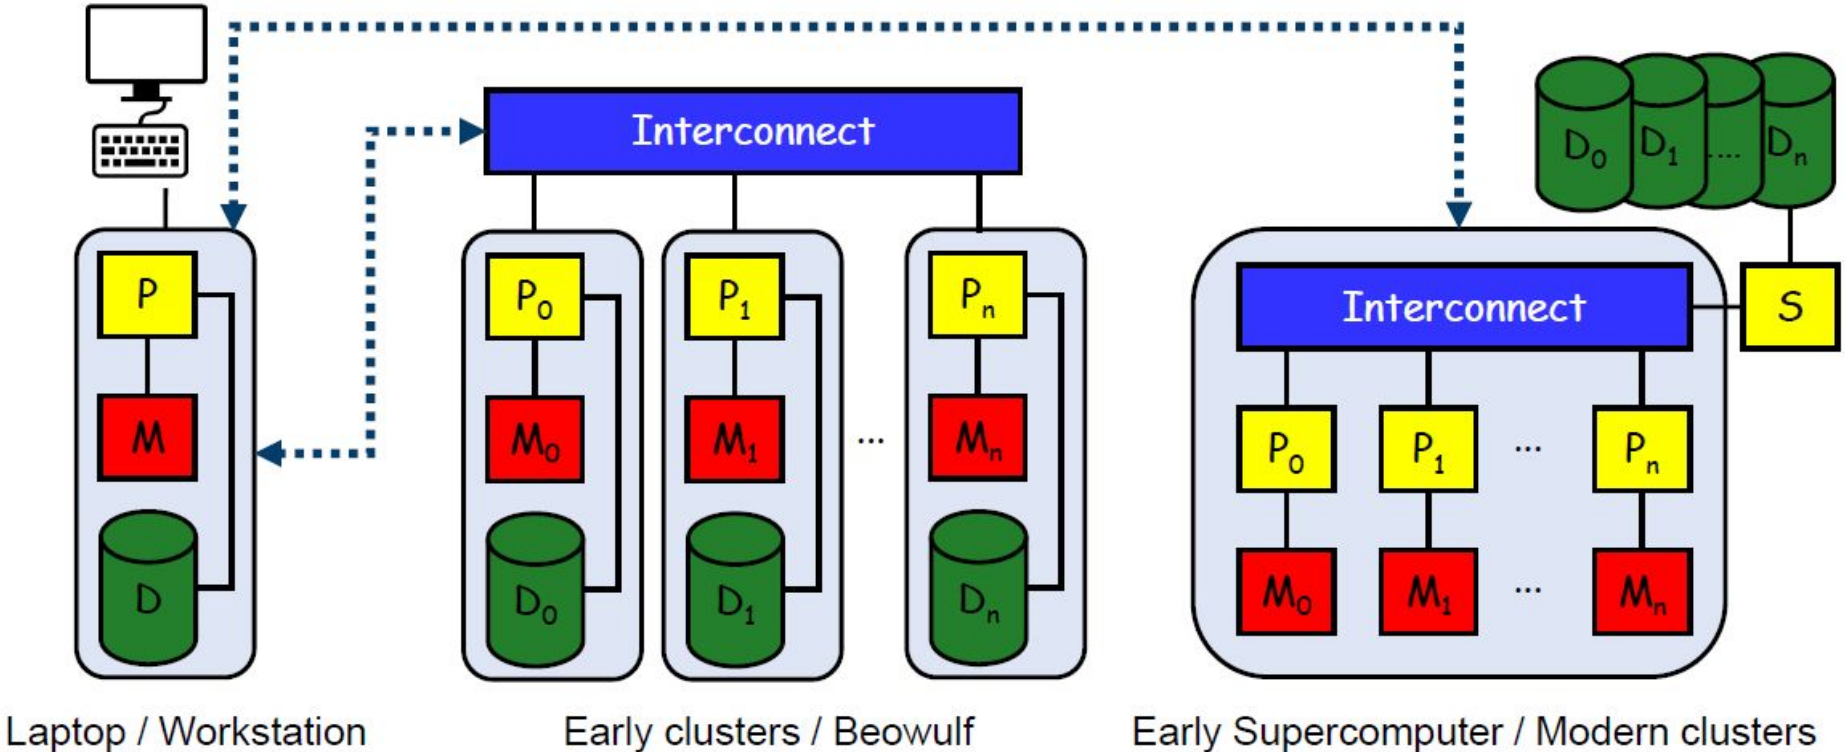 Interconnect
D₀ D₁ .... Dₙ
P
M
D
P₀ P₁ Pₙ
M₀ M₁ ... Mₙ
D₀ D₁ Dₙ
Interconnect S
P₀ P₁ ... Pₙ
M₀ M₁ ... Mₙ
Laptop / Workstation
Early clusters / Beowulf
Early Supercomputer / Modern clusters